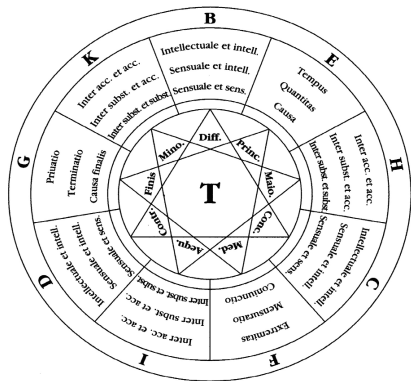 B
Intellectuale et intell.
Sensuale et intell.
Sensuale et sens.
E
Tempus
Quantitas
Causa
H
Inter acc. et acc.
Inter subst. et acc.
Inter subst et subst
C
Intellectuale et intell.
Sensuale et intell.
Sensuale et sens.
F
Extremitas
Mensuratio
Coniunctio
I
Inter acc. et acc.
Inter subst. et acc.
Inter subst et subst
D
Intellectuale et intell.
Sensuale et intell.
Sensuale et sens.
G
Priuatio
Terminatio
Causa finalis
K
Inter acc. et acc.
Inter subst. et acc.
Inter subst et subst
Diff.
Princ.
Maio.
Conc.
Med.
Aequ.
Contr.
Finis
Mino.
T